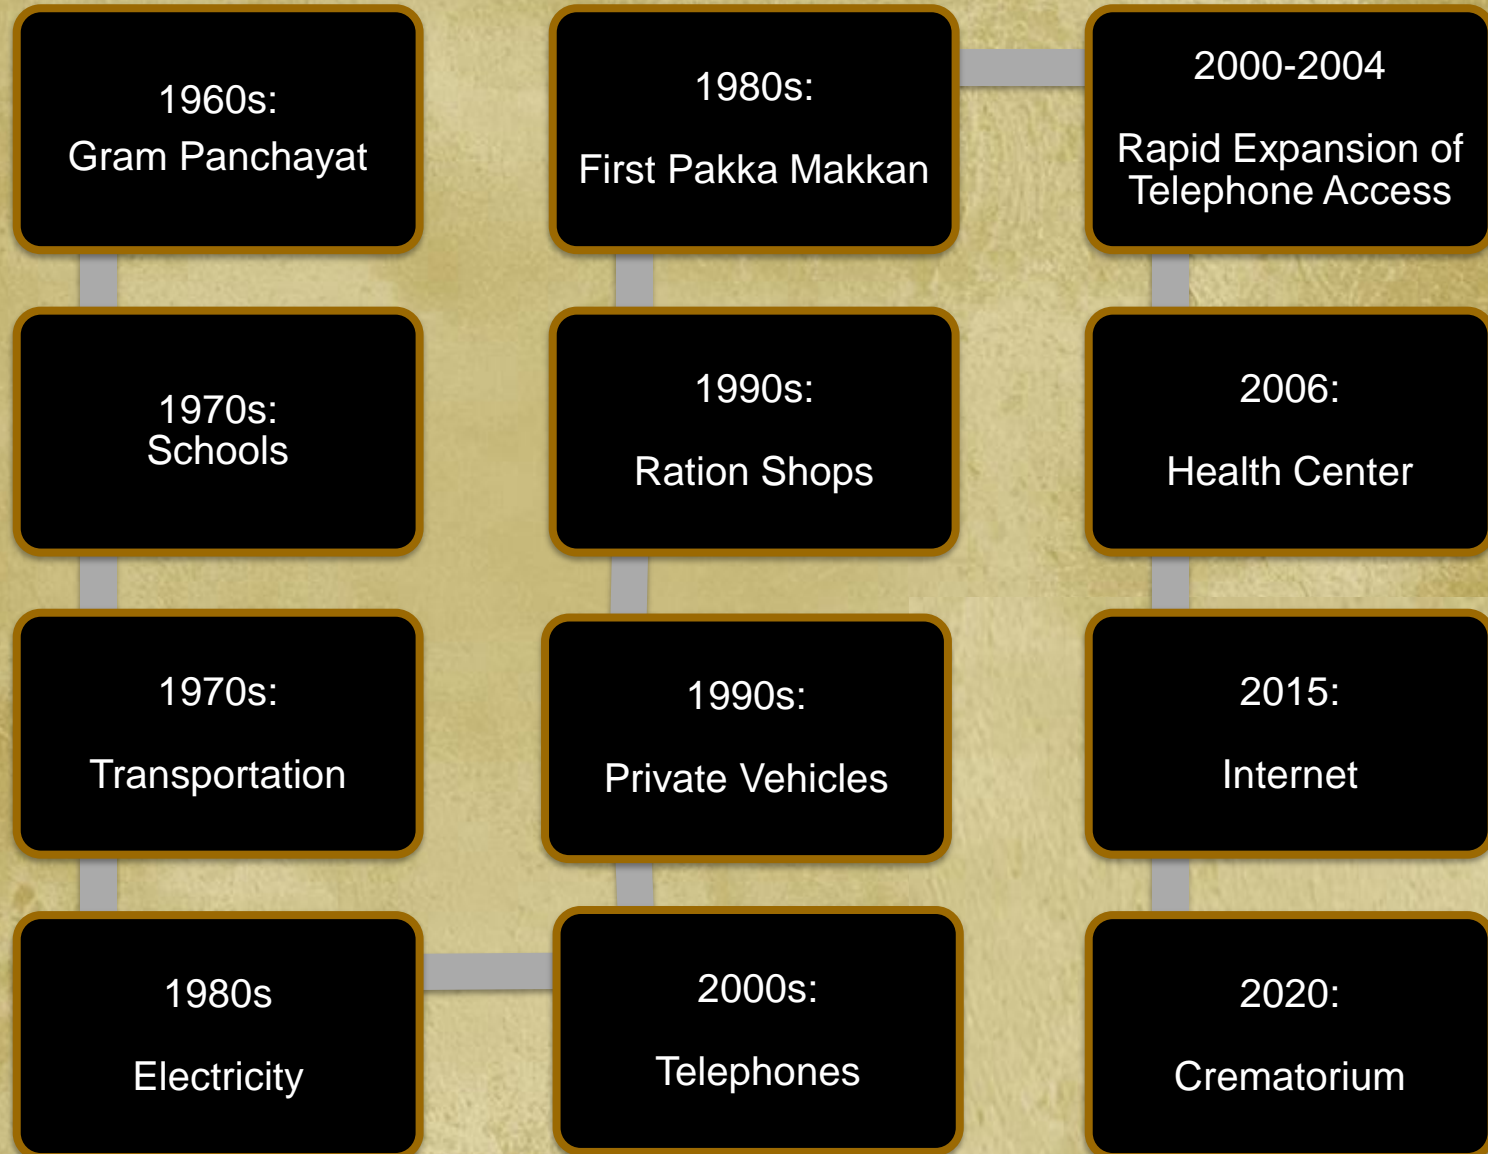 1960s:
Gram Panchayat
1970s:
Schools
1970s:
Transportation
1980s
Electricity
1980s:
First Pakka Makkan
1990s:
Ration Shops
1990s:
Private Vehicles
2000s:
Telephones
2000-2004
Rapid Expansion of
Telephone Access
2006:
Health Center
2015:
Internet
2020:
Crematorium